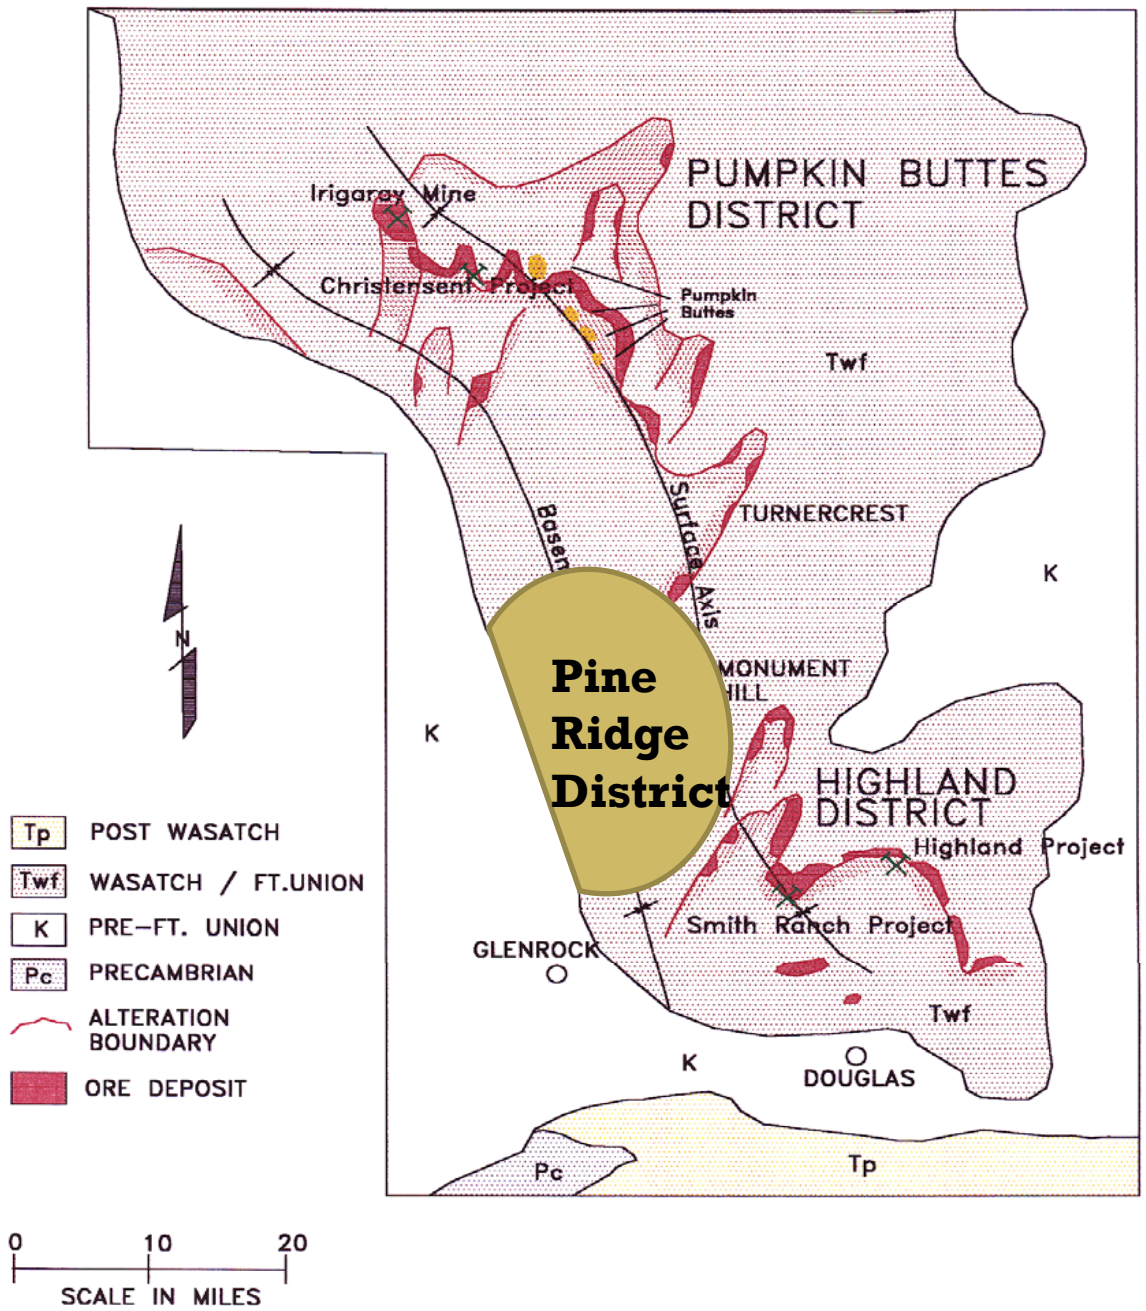 PUMPKIN BUTTES
DISTRICT
Irigaray Mine
Christensen Project
Pumpkin
Buttes
Twf
TURNERCREST
Surface Axis
Basen
K
N
MONUMENT
HILL
Pine
Ridge
District
K
HIGHLAND
DISTRICT
Highland Project
Smith Ranch Project
GLENROCK
Twf
K
DOUGLAS
Pc
Tp
Tp POST WASATCH
Twf WASATCH / FT.UNION
K PRE-FT. UNION
Pc PRECAMBRIAN
ALTERATION
BOUNDARY
ORE DEPOSIT
0 10 20
SCALE IN MILES